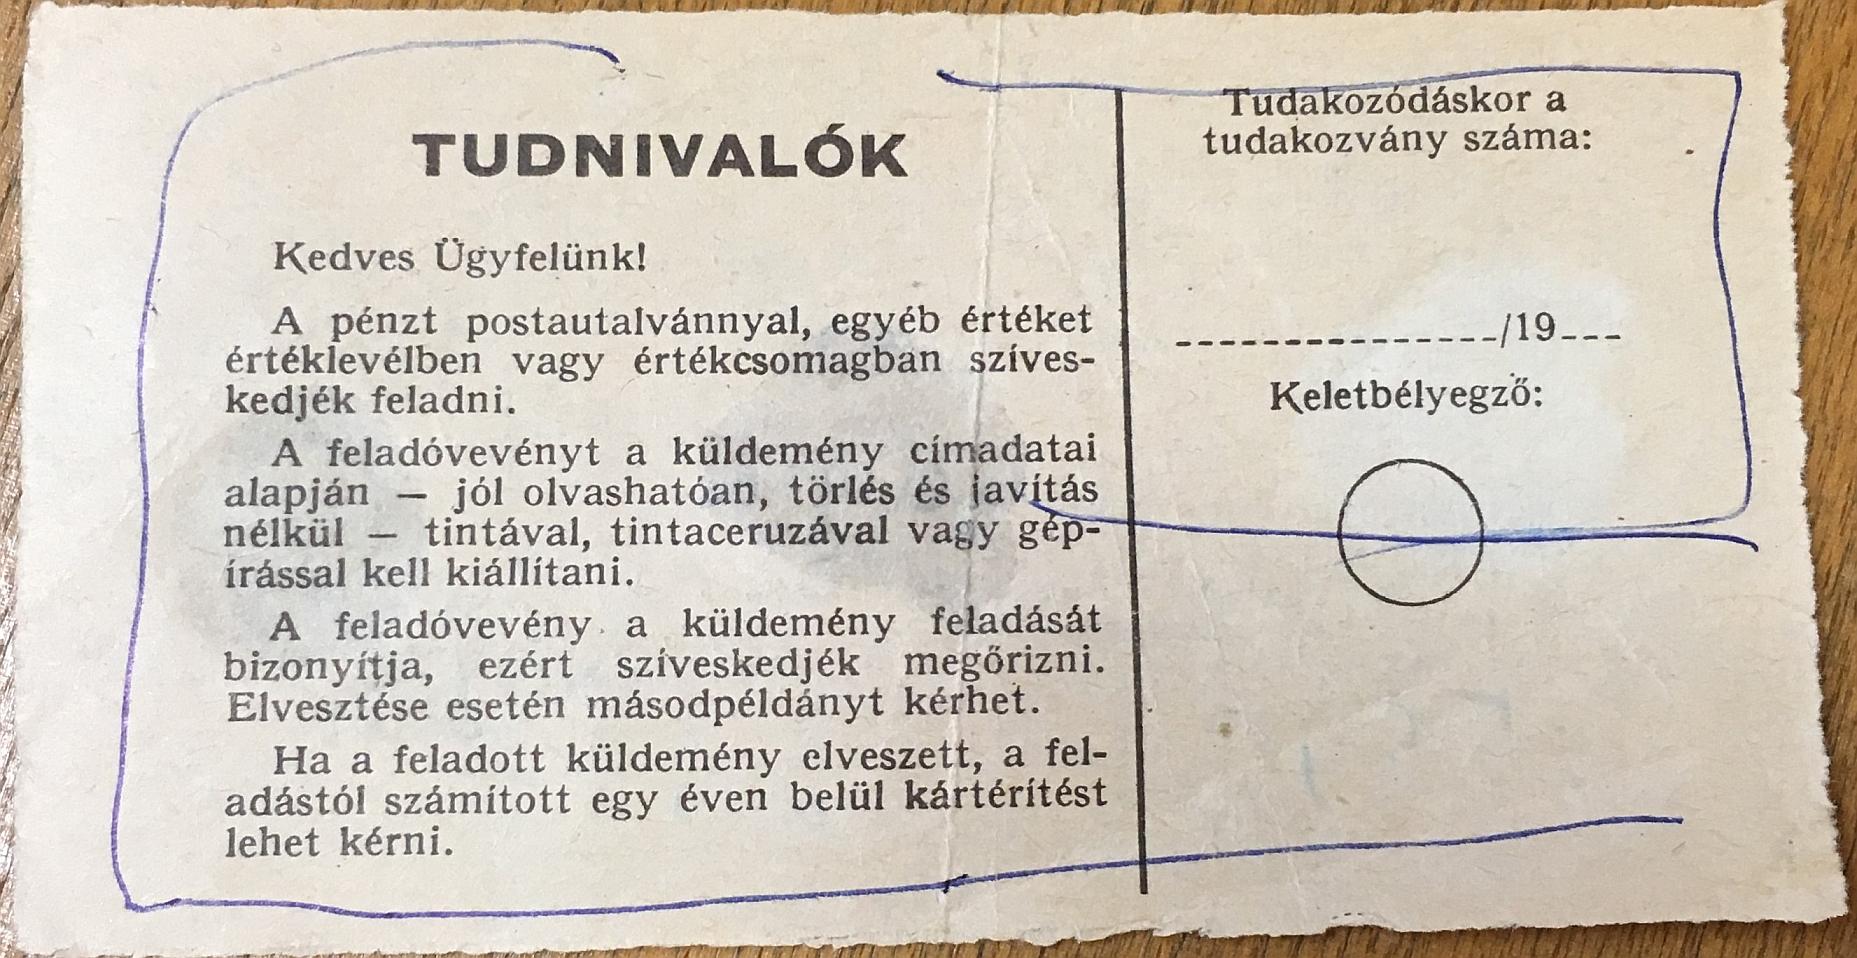 TUDNIVALÓK
Kedves Ügyfelünk!
A pénzt postautalvánnyal, egyéb értéket
értéklevélben vagy értékcsomagban szíves-
kedjék feladni.
A feladóvevényt a küldemény címadatai
alapján — jól olvashatóan, törlés és javítás
nélkül — tintával, tintaceruzával vagy gép-
írással kell kiállítani.
A feladóvevény a küldemény feladását
bizonyítja, ezért szíveskedjék megőrizni.
Elvesztése esetén másodpéldányt kérhet.
Ha a feladott küldemény elveszett, a fel-
adástól számított egy éven belül kártérítést
lehet kérni.
Tudakozódáskor a
tudakozvány száma:
---------------/19---
Keletbélyegző: